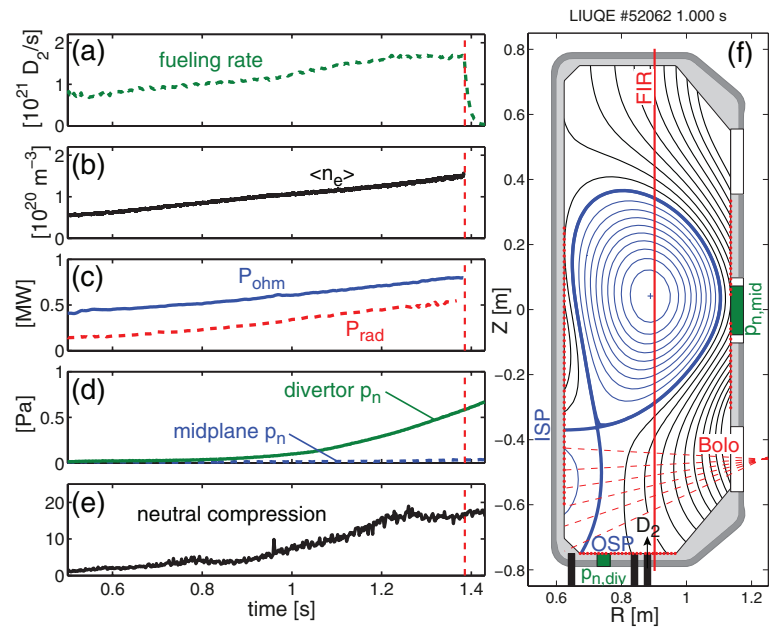 (a)
fueling rate
[10^21 D_2/s]
2
1
0
(b)
<n_e>
[10^20 m^-3]
2
1
0
(c)
P_ohm
P_rad
[MW]
1
0.5
0
(d)
divertor p_n
midplane p_n
[Pa]
1
0.5
0
(e)
neutral compression
20
10
0
0.6 0.8 1 1.2 1.4
time [s]
LIUQE #52062 1.000 s
(f)
FIR
0.8
0.6
0.4
0.2
0
−0.2
−0.4
−0.6
−0.8
Z [m]
p_n,mid
ISP
Bolo
D_2
OSP
p_n,div
0.6 0.8 1 1.2
R [m]